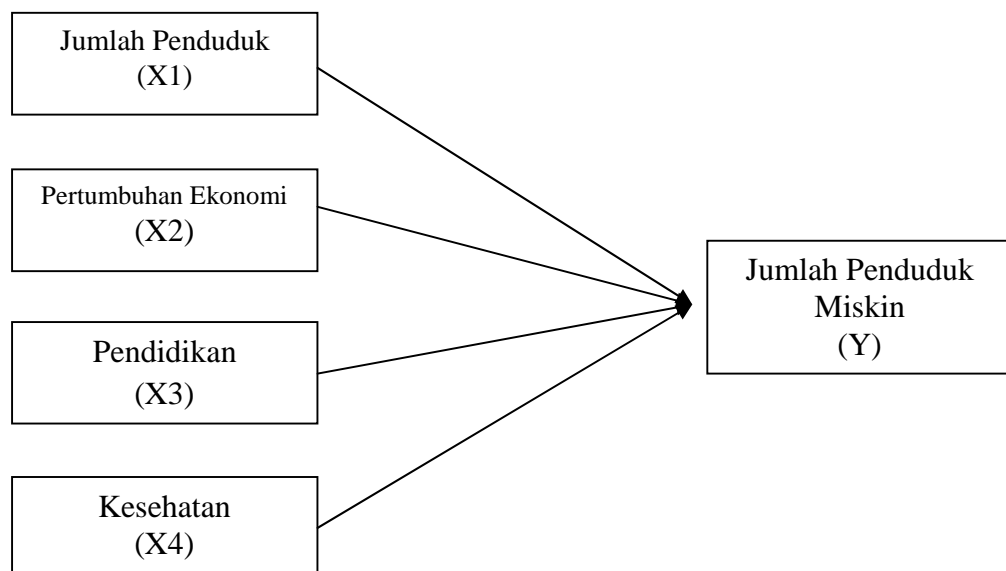 Jumlah Penduduk
(X1)
Pertumbuhan Ekonomi
(X2)
Pendidikan
(X3)
Kesehatan
(X4)
Jumlah Penduduk
Miskin
(Y)